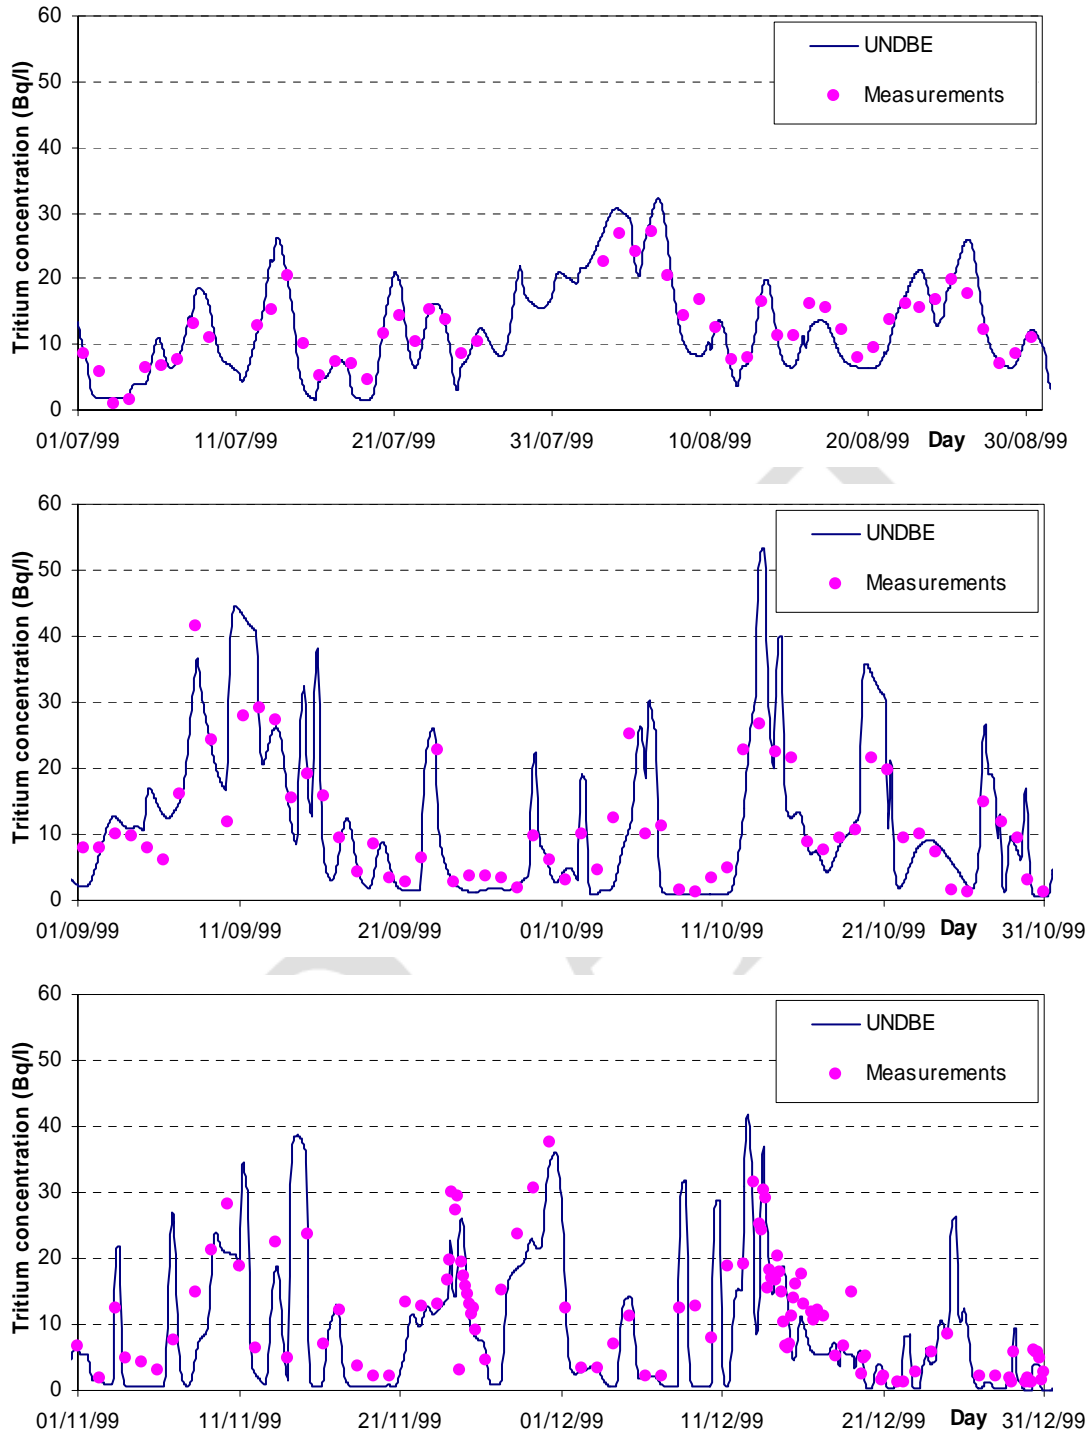 60
50
40
30
20
10
0
Tritium concentration (Bq/l)
UNDBE
Measurements
01/07/99 11/07/99 21/07/99 31/07/99 10/08/99 20/08/99 Day 30/08/99
60
50
40
30
20
10
0
Tritium concentration (Bq/l)
UNDBE
Measurements
01/09/99 11/09/99 21/09/99 01/10/99 11/10/99 21/10/99 Day 31/10/99
60
50
40
30
20
10
0
Tritium concentration (Bq/l)
UNDBE
Measurements
01/11/99 11/11/99 21/11/99 01/12/99 11/12/99 21/12/99 Day 31/12/99